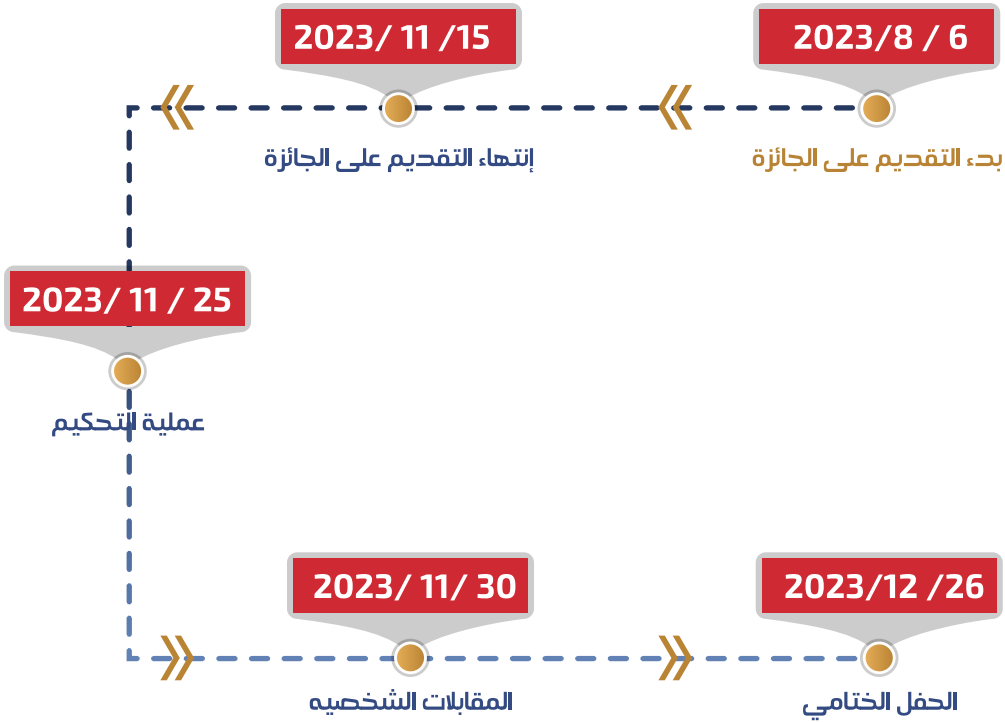 2023/8 / 6
بدء التقديم على الجائزة
2023/ 11 /15
إنتهاء التقديم على الجائزة
2023/ 11 / 25
عملية التحكيم
2023/ 11/ 30
المقابلات الشخصيه
2023/12 /26
الحفل الختامي